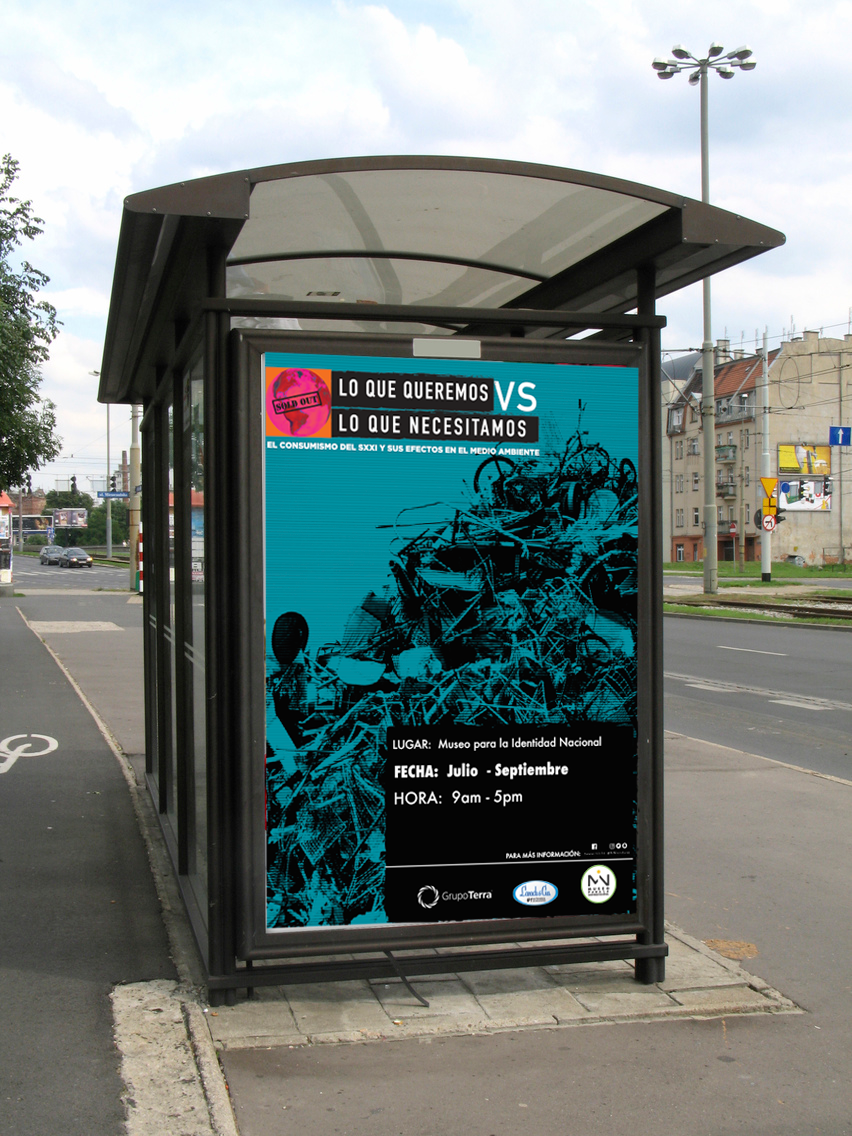 SOLD OUT
LO QUE QUEREMOS VS
LO QUE NECESITAMOS
EL CONSUMISMO DEL SXXI Y SUS EFECTOS EN EL MEDIO AMBIENTE
LUGAR: Museo para la Identidad Nacional
FECHA: Julio - Septiembre
HORA: 9am - 5pm
PARA MÁS INFORMACIÓN:
GrupoTerra
MUSEO